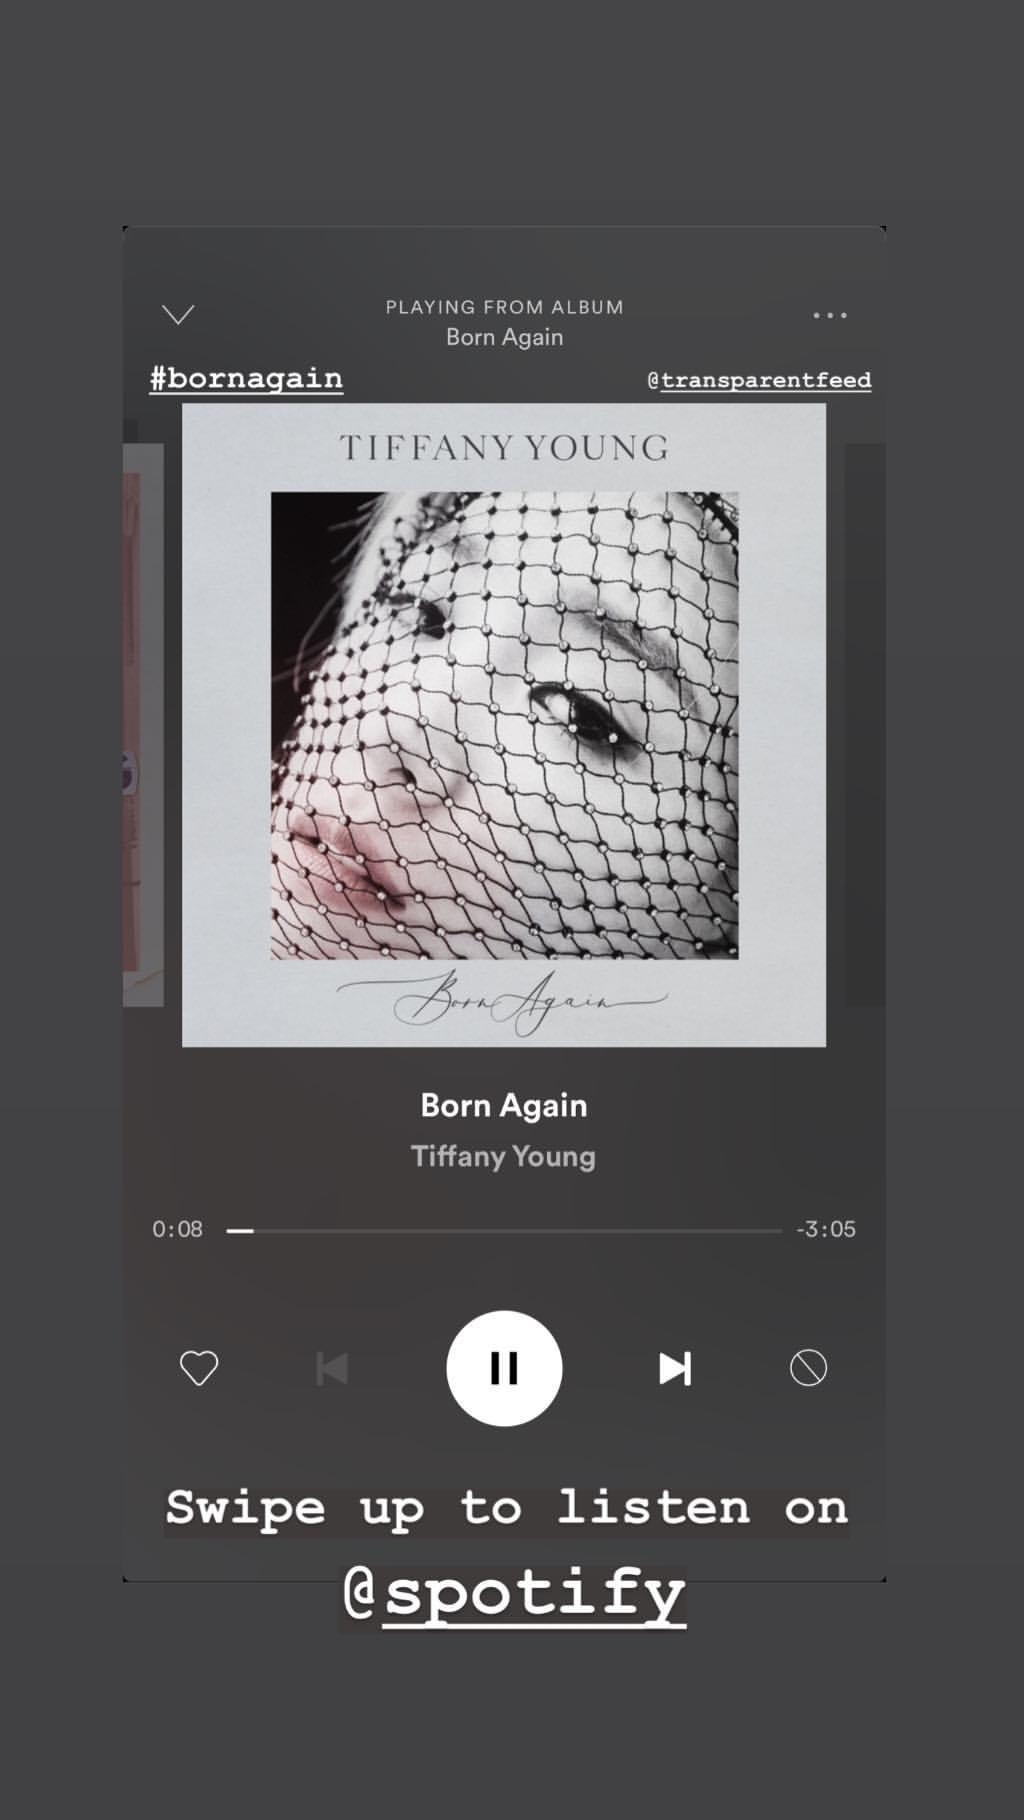 PLAYING FROM ALBUM
Born Again
#bornagain
@transparentfeed
TIFFANY YOUNG
Born Again
Born Again
Tiffany Young
0:08
-3:05
Swipe up to listen on
@spotify